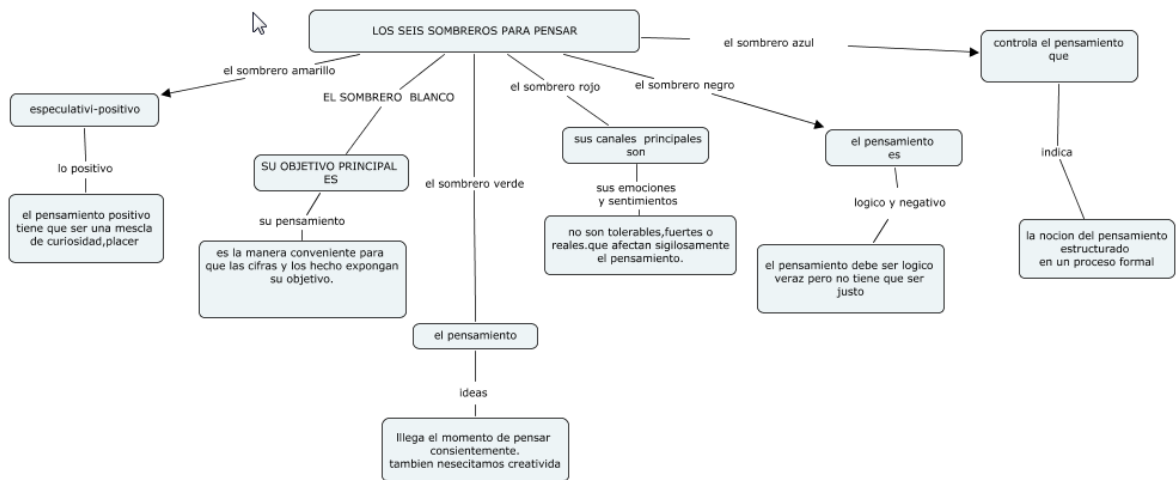 LOS SEIS SOMBREROS PARA PENSAR
el sombrero amarillo
especulativi-positivo
lo positivo
el pensamiento positivo
tiene que ser una mescla
de curiosidad,placer
EL SOMBRERO BLANCO
SU OBJETIVO PRINCIPAL
ES
su pensamiento
es la manera conveniente para
que las cifras y los hecho expongan
su objetivo.
el sombrero verde
el pensamiento
ideas
lllega el momento de pensar
consientemente.
tambien nesecitamos creativida
el sombrero rojo
sus canales principales
son
sus emociones
y sentimientos
no son tolerables,fuertes o
reales.que afectan sigilosamente
el pensamiento.
el sombrero negro
el pensamiento
es
logico y negativo
el pensamiento debe ser logico
veraz pero no tiene que ser
justo
el sombrero azul
controla el pensamiento
que
indica
la nocion del pensamiento
estructurado
en un proceso formal